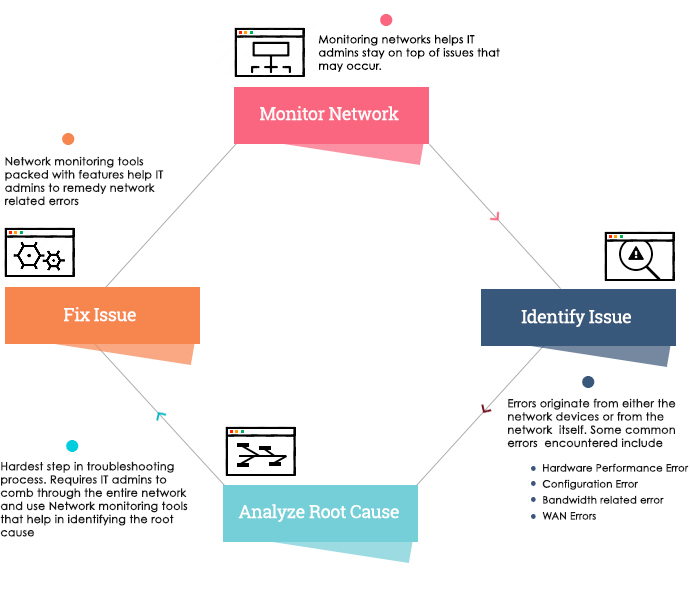 Monitoring networks helps IT
admins stay on top of issues that
may occur.
Monitor Network
Network monitoring tools
packed with features help IT
admins to remedy network
related errors
Fix Issue
Identify Issue
Errors originate from either the
network devices or from the
network itself. Some common
errors encountered include
Hardware Performance Error
Configuration Error
Bandwidth related error
WAN Errors
Hardest step in troubleshooting
process. Requires IT admins to
comb through the entire network
and use Network monitoring tools
that help in identifying the root
cause
Analyze Root Cause